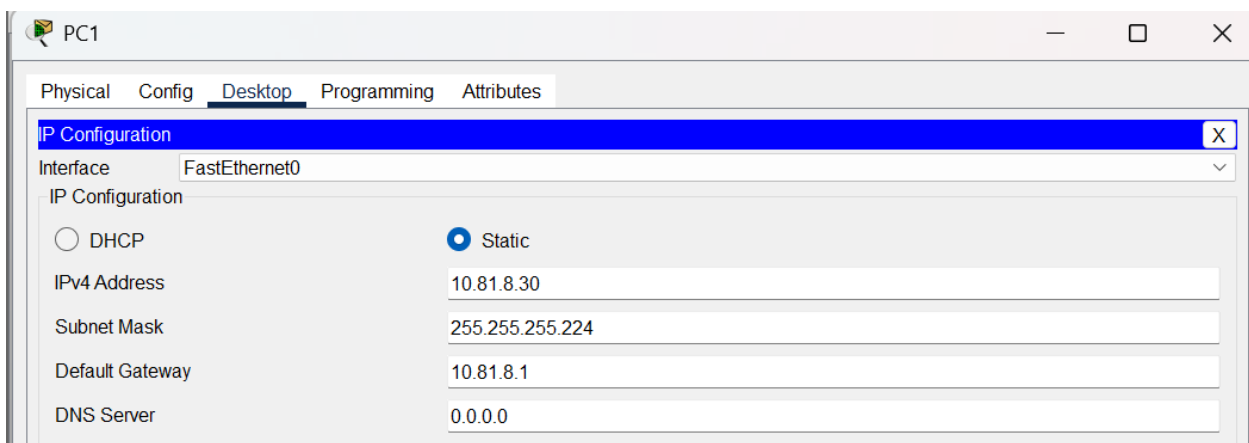 PC1
Physical Config Desktop Programming Attributes
IP Configuration X
Interface FastEthernet0
IP Configuration
DHCP Static
IPv4 Address 10.81.8.30
Subnet Mask 255.255.255.224
Default Gateway 10.81.8.1
DNS Server 0.0.0.0